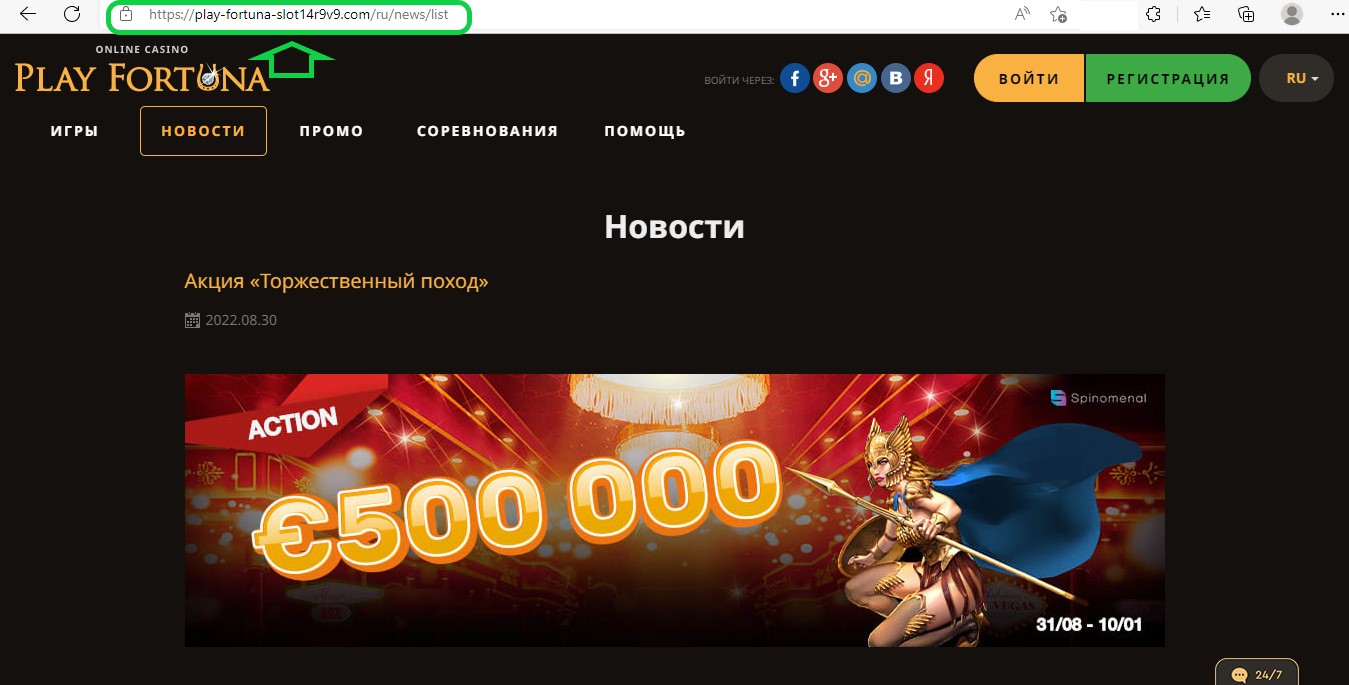 https://play-fortuna-slot14r9v9.com/ru/news/list
ONLINE CASINO
PLAY FORTUNA
ВОЙТИ ЧЕРЕЗ:
ВОЙТИ
РЕГИСТРАЦИЯ
RU
ИГРЫ
НОВОСТИ
ПРОМО
СОРЕВНОВАНИЯ
ПОМОЩЬ
Новости
Акция «Торжественный поход»
2022.08.30
ACTION
Spinomenal
€500 000
VEGAS
31/08 - 10/01
24/7